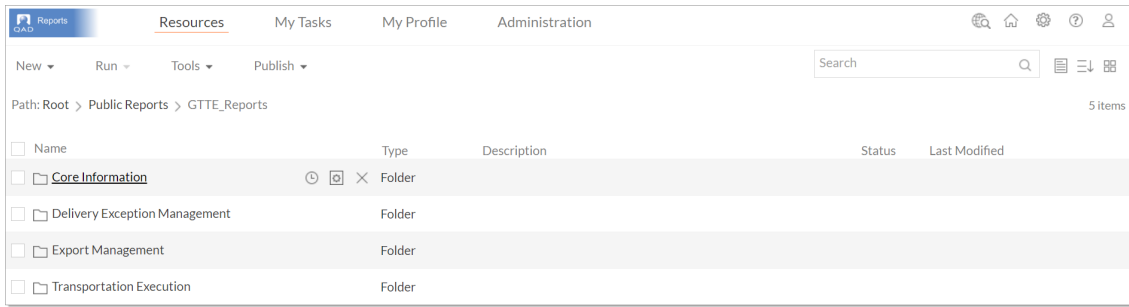 QAD Reports Resources My Tasks My Profile Administration
New Run Tools Publish Search
Path: Root > Public Reports > GTTE_Reports 5 items
Name Type Description Status Last Modified
Core Information Folder
Delivery Exception Management Folder
Export Management Folder
Transportation Execution Folder